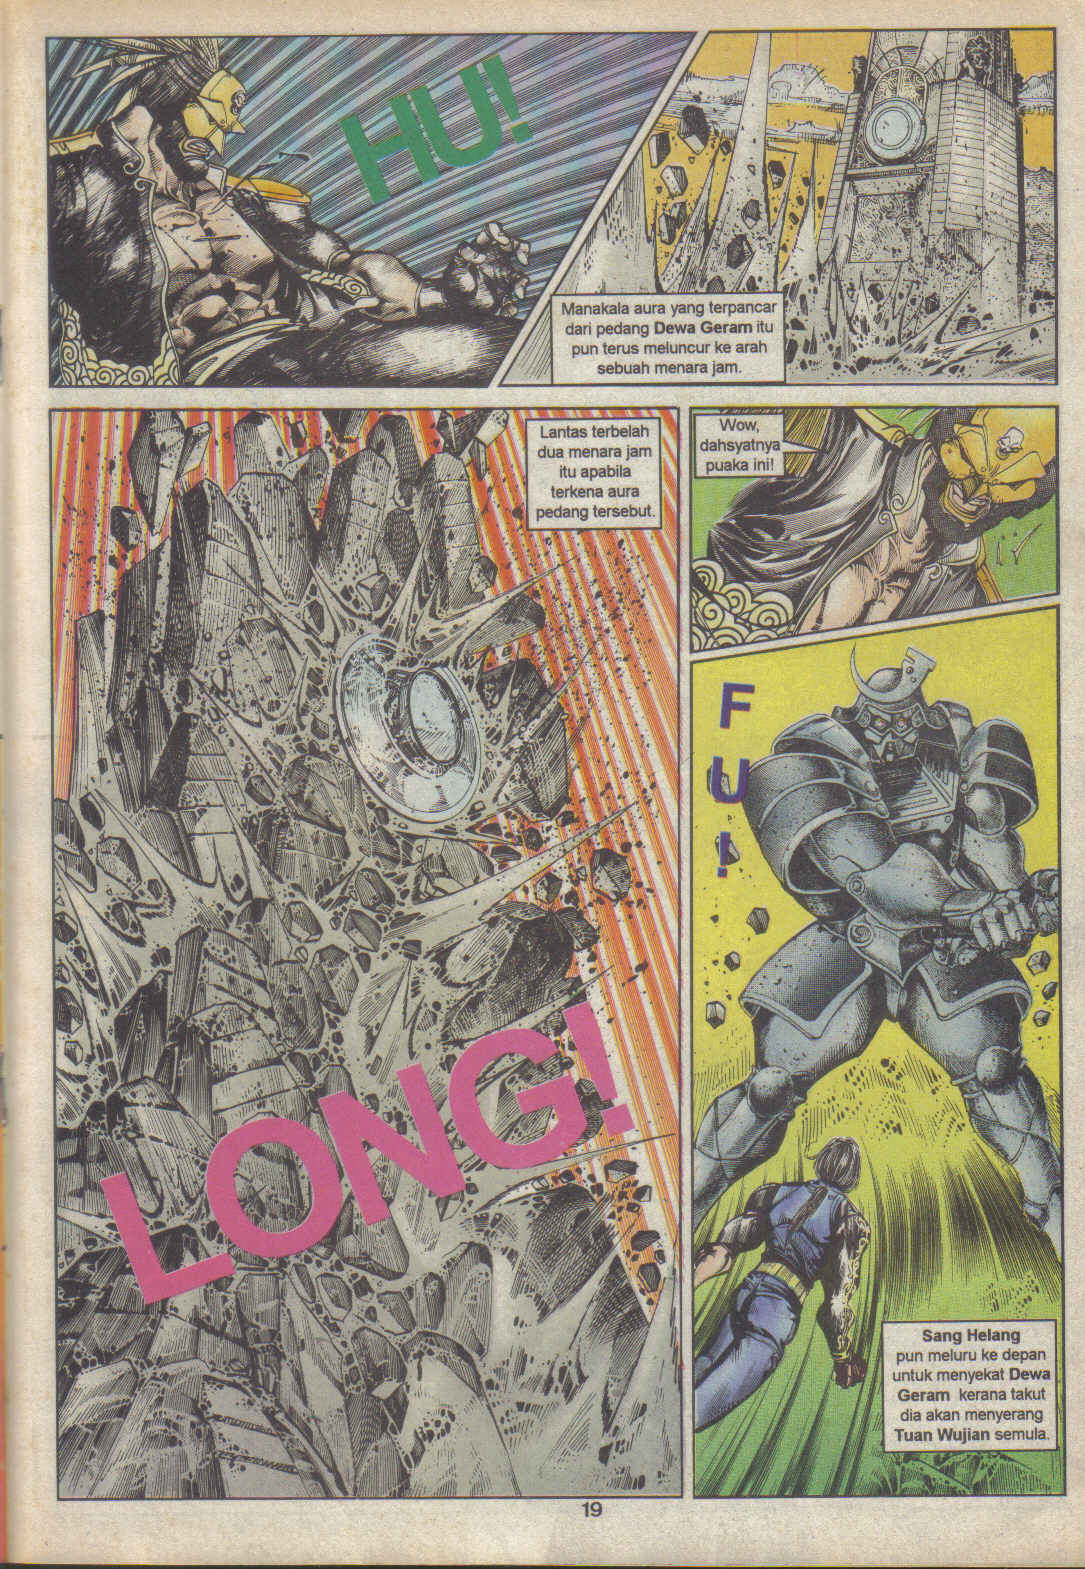 HU!
Manakala aura yang terpancar
dari pedang Dewa Geram itu
pun terus meluncur ke arah
sebuah menara jam.
Lantas terbelah
dua menara jam
itu apabila
terkena aura
pedang tersebut.
LONG!
Wow,
dahsyatnya
puaka ini!
FU!
Sang Helang
pun meluru ke depan
untuk menyekat Dewa
Geram kerana takut
dia akan menyerang
Tuan Wujian semula.
19